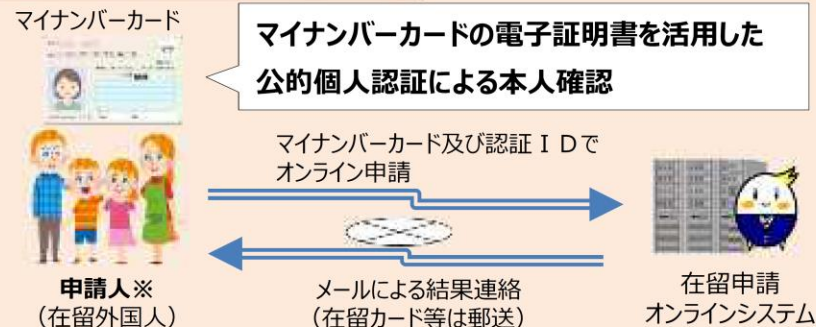 マイナンバーカード
マイナンバーカードの電子証明書を活用した
公的個人認証による本人確認
マイナンバーカード及び認証ＩＤで
オンライン申請
申請人※
（在留外国人）
メールによる結果連絡
（在留カード等は郵送）
在留申請
オンラインシステム